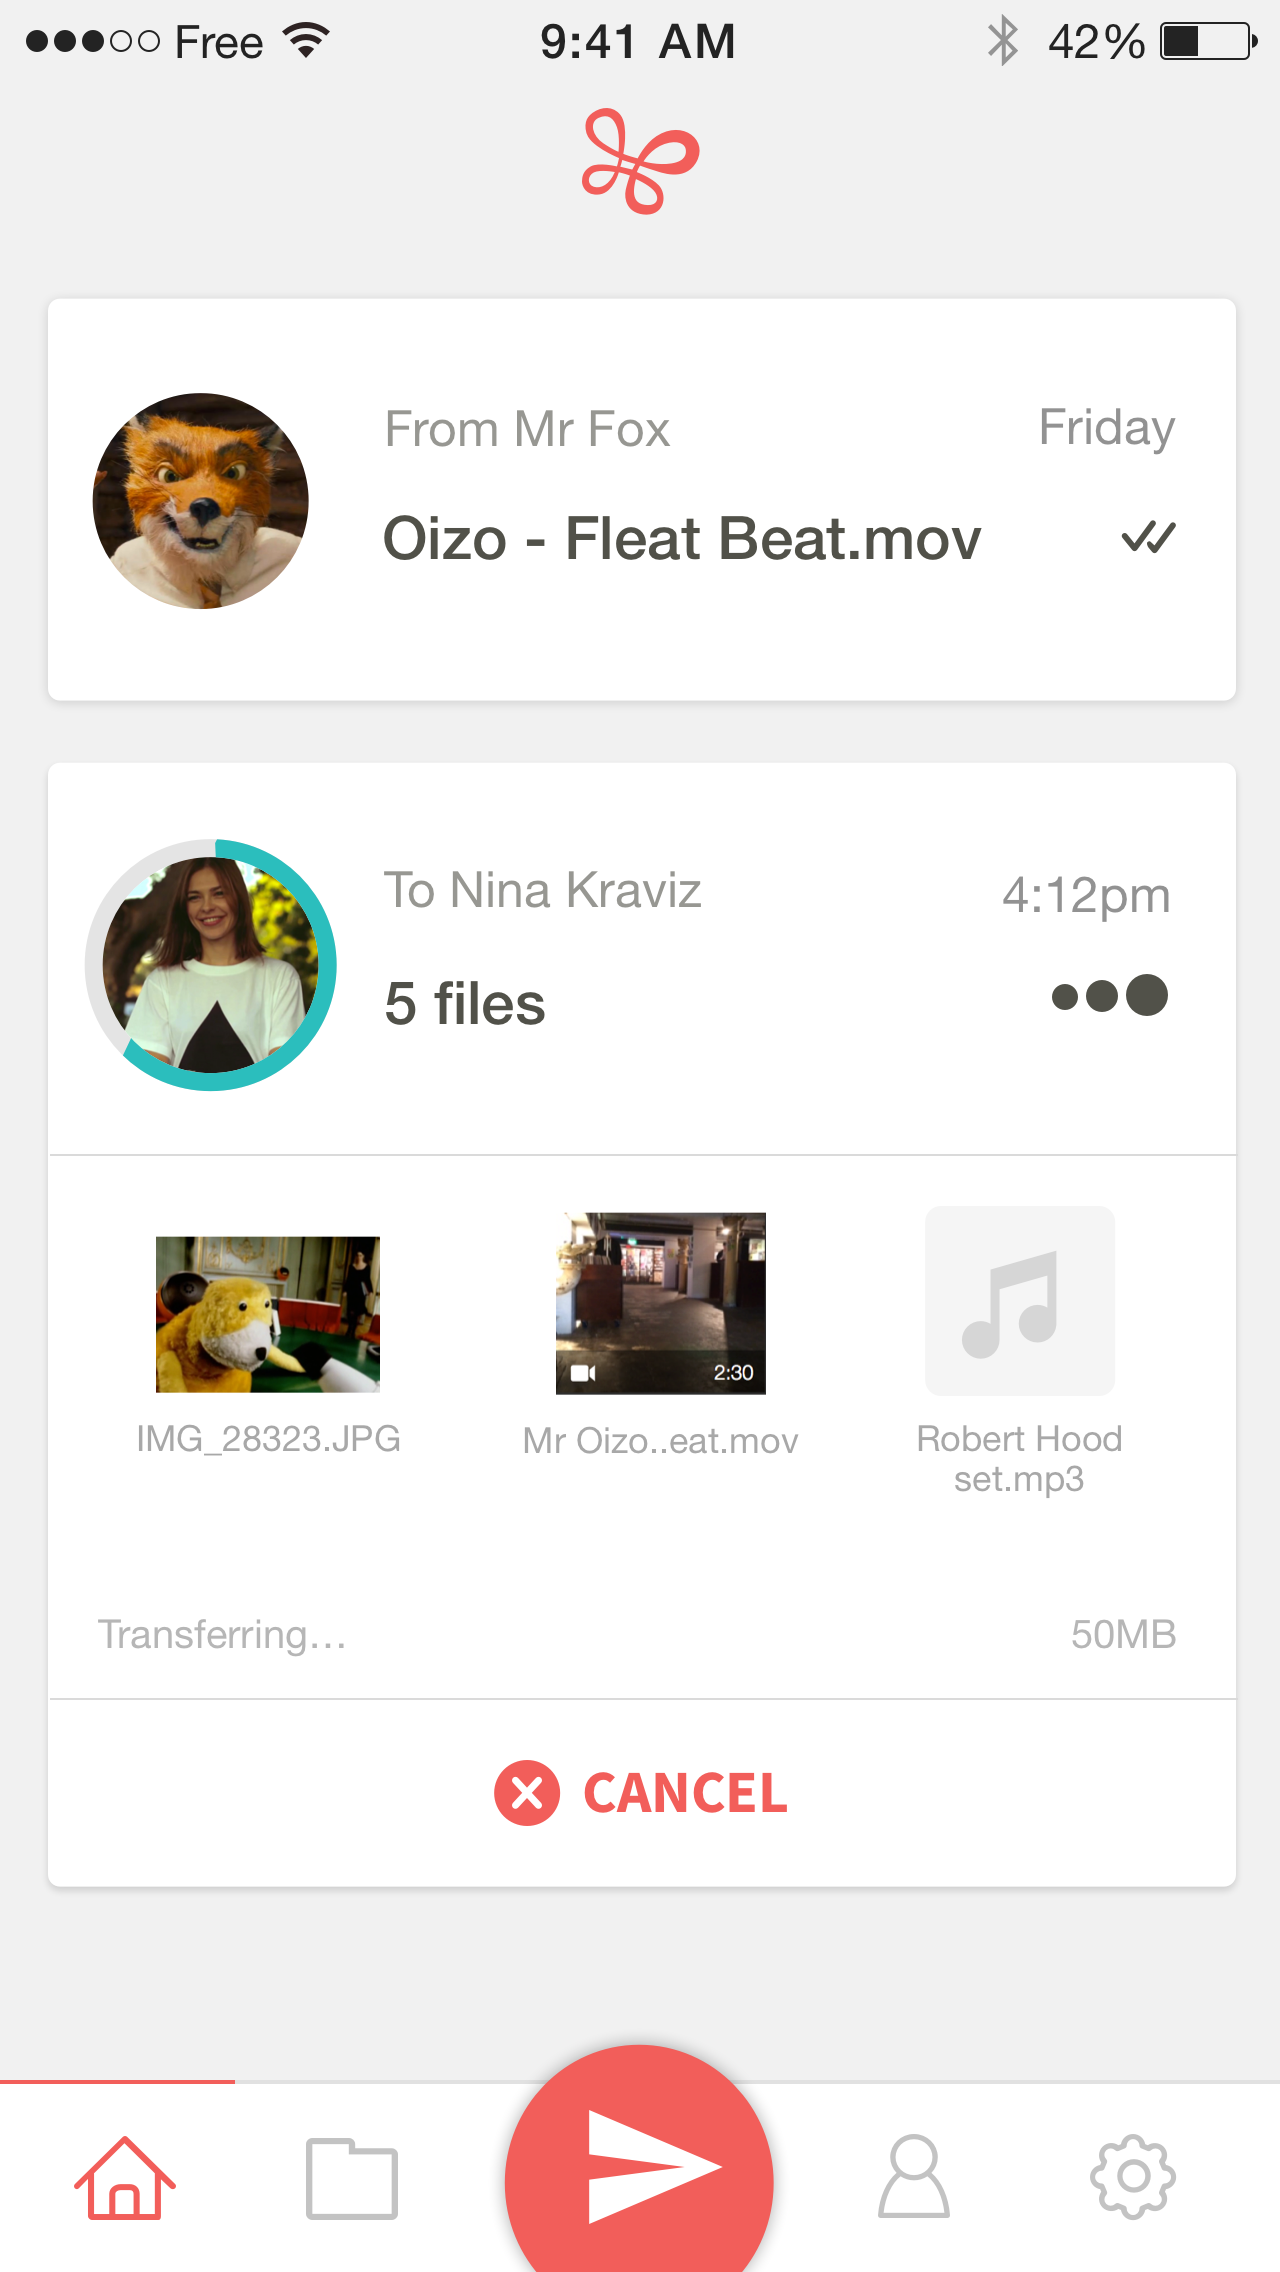 Free 9:41 AM 42%
From Mr Fox Friday
Oizo - Fleat Beat.mov
To Nina Kraviz 4:12pm
5 files
2:30
IMG_28323.JPG Mr Oizo..eat.mov Robert Hood
set.mp3
Transferring... 50MB
CANCEL